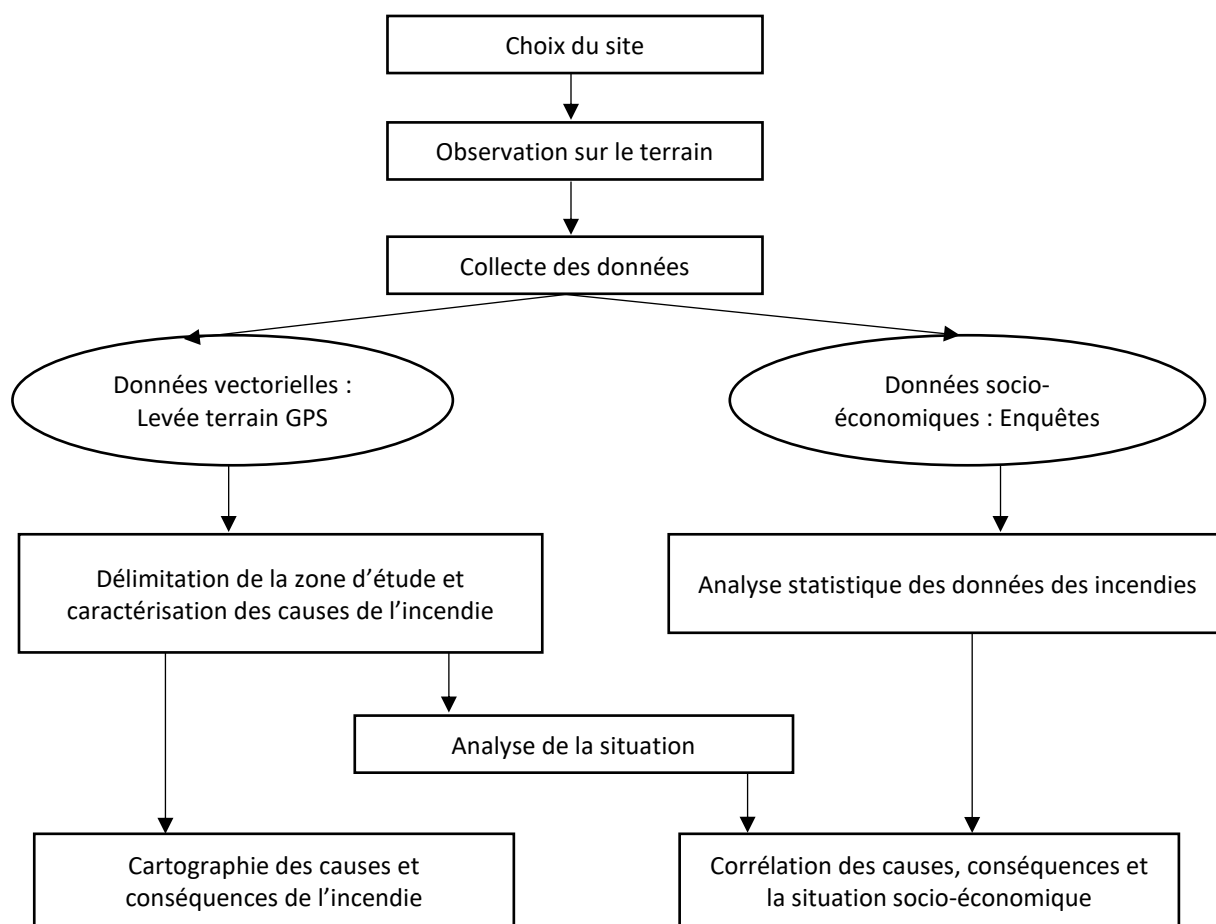 Choix du site
Observation sur le terrain
Collecte des données
Données vectorielles :
Levée terrain GPS
Données socio-
économiques : Enquêtes
Délimitation de la zone d’étude et
caractérisation des causes de l’incendie
Analyse statistique des données des incendies
Analyse de la situation
Cartographie des causes et
conséquences de l’incendie
Corrélation des causes, conséquences et
la situation socio-économique